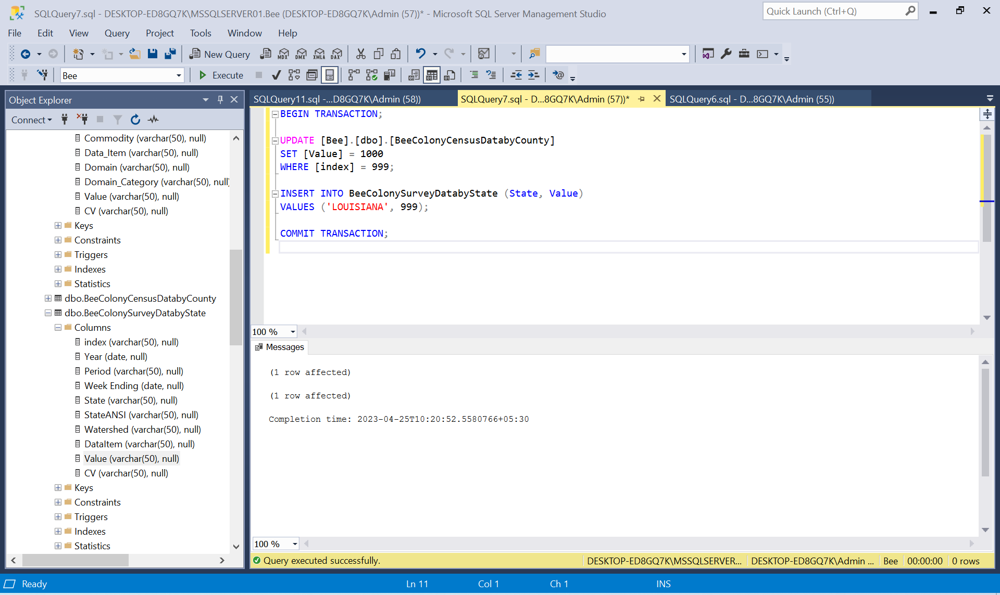 SQLQuery7.sql - DESKTOP-ED8GQ7K\MSSQLSERVER01.Bee (DESKTOP-ED8GQ7K\Admin (57))* - Microsoft SQL Server Management Studio
Quick Launch (Ctrl+Q)
File Edit View Query Project Tools Window Help
New Query MDX DMX XMLA DAX
Bee Execute
Object Explorer
Connect
Commodity (varchar(50), null)
Data_Item (varchar(50), null)
Domain (varchar(50), null)
Domain_Category (varchar(50), null)
Value (varchar(50), null)
CV (varchar(50), null)
Keys
Constraints
Triggers
Indexes
Statistics
dbo.BeeColonyCensusDatabyCounty
dbo.BeeColonySurveyDatabyState
Columns
index (varchar(50), null)
Year (date, null)
Period (varchar(50), null)
Week Ending (date, null)
State (varchar(50), null)
StateANSI (varchar(50), null)
Watershed (varchar(50), null)
DataItem (varchar(50), null)
Value (varchar(50), null)
CV (varchar(50), null)
Keys
Constraints
Triggers
Indexes
Statistics
SQLQuery11.sql -...D8GQ7K\Admin (58))
SQLQuery7.sql - D...8GQ7K\Admin (57))*
SQLQuery6.sql - D...8GQ7K\Admin (55))
BEGIN TRANSACTION;
UPDATE [Bee].[dbo].[BeeColonyCensusDatabyCounty]
SET [Value] = 1000
WHERE [index] = 999;
INSERT INTO BeeColonySurveyDatabyState (State, Value)
VALUES ('LOUISIANA', 999);
COMMIT TRANSACTION;
100 %
Messages
(1 row affected)
(1 row affected)
Completion time: 2023-04-25T10:20:52.5580766+05:30
100 %
Query executed successfully.
DESKTOP-ED8GQ7K\MSSQLSERVER... DESKTOP-ED8GQ7K\Admin ... Bee 00:00:00 0 rows
Ready Ln 11 Col 1 Ch 1 INS